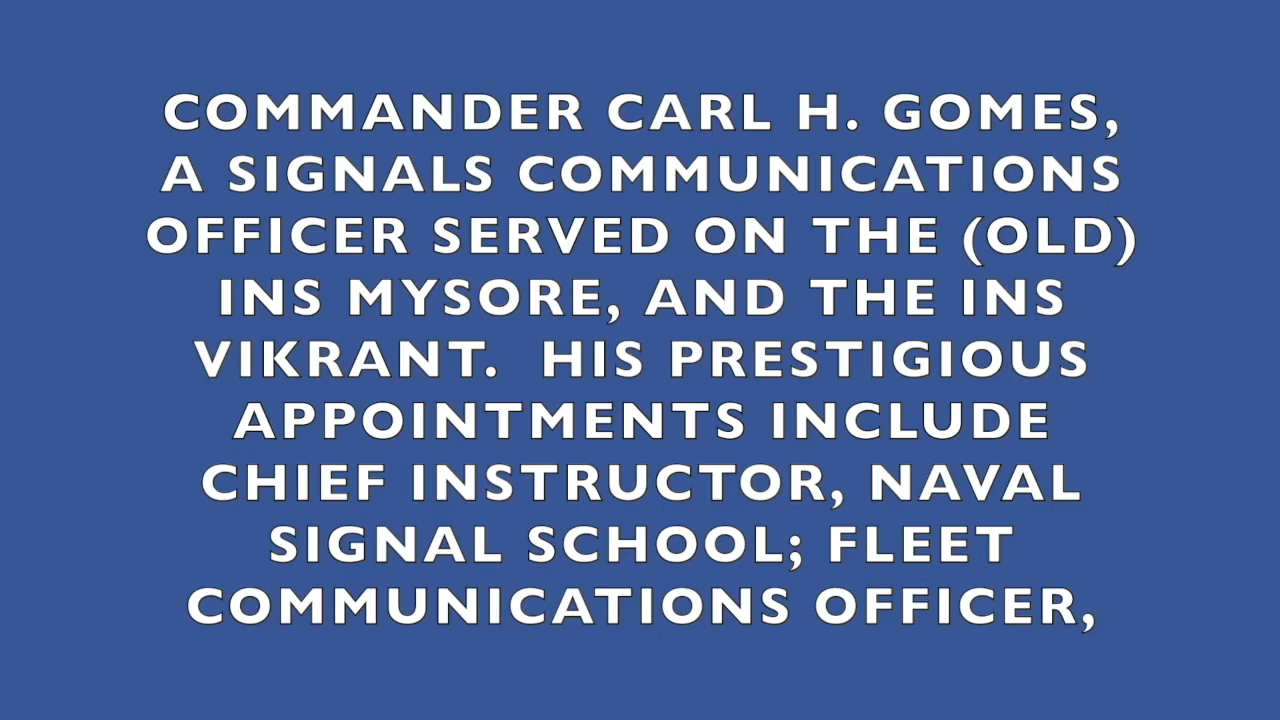 COMMANDER CARL H. GOMES,
A SIGNALS COMMUNICATIONS
OFFICER SERVED ON THE (OLD)
INS MYSORE, AND THE INS
VIKRANT.  HIS PRESTIGIOUS
APPOINTMENTS INCLUDE
CHIEF INSTRUCTOR, NAVAL
SIGNAL SCHOOL; FLEET
COMMUNICATIONS OFFICER,